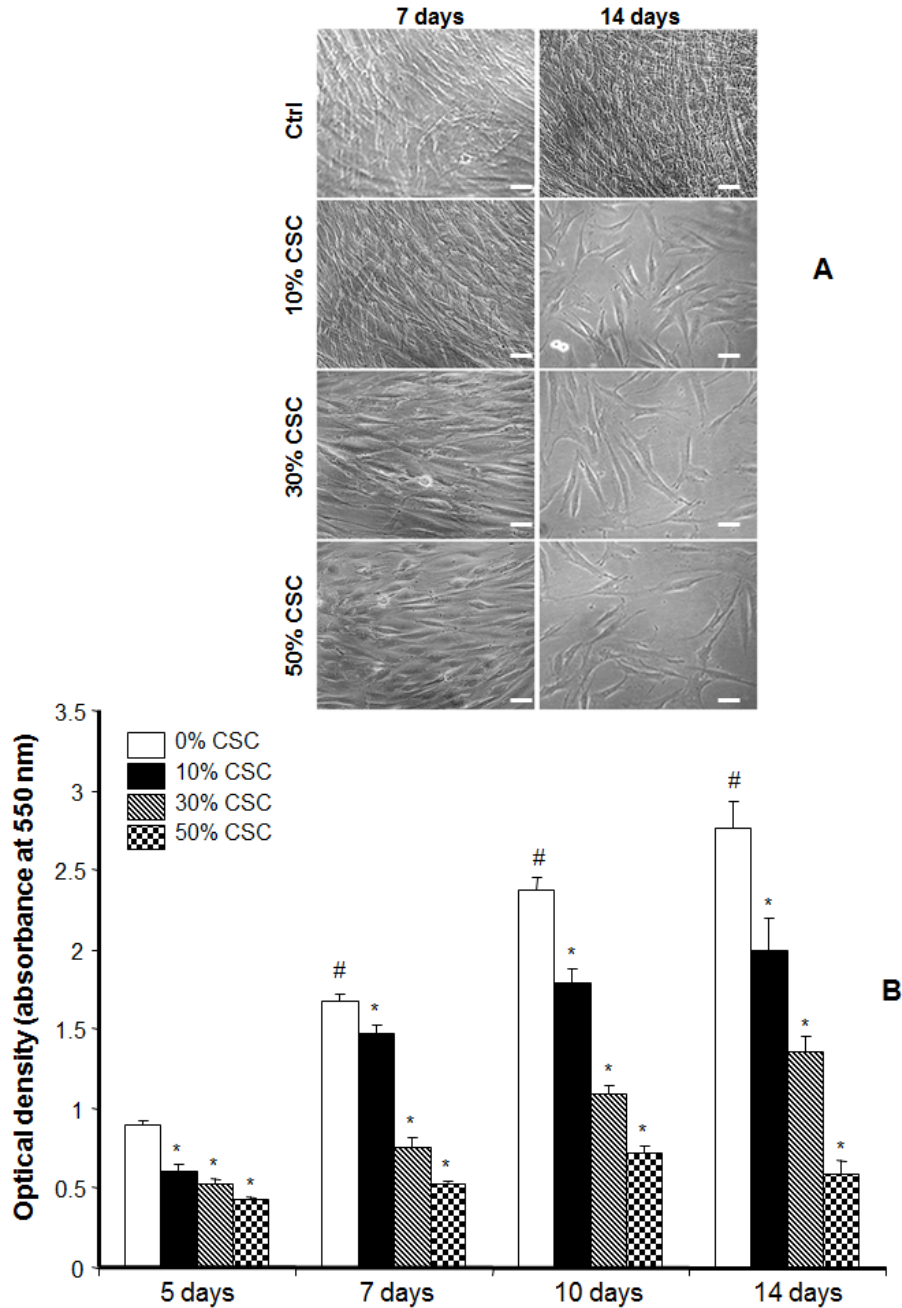 7 days 14 days
Ctrl
10% CSC
A
30% CSC
50% CSC
Optical density (absorbance at 550 nm)
3.5
3
2.5
2
1.5
1
0.5
0
0% CSC
10% CSC
30% CSC
50% CSC
* * *
# * * *
# * * *
# * * *
B
5 days 7 days 10 days 14 days